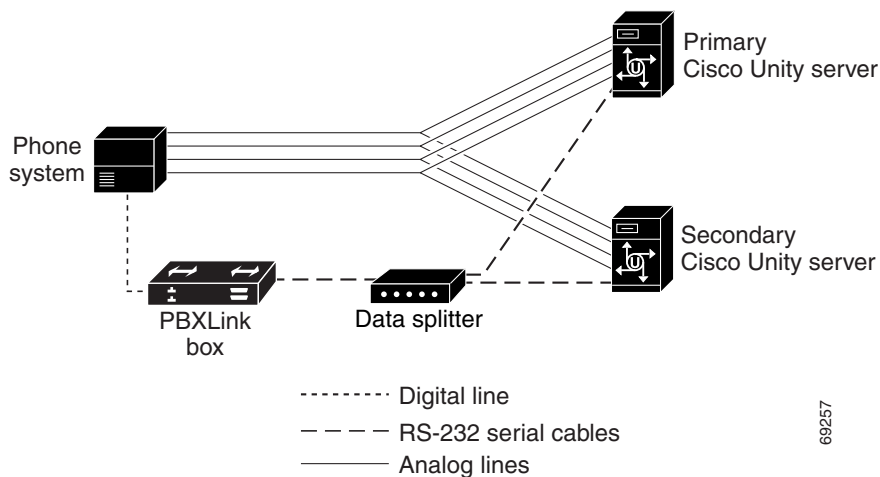 Primary
Cisco Unity server
Phone
system
Secondary
Cisco Unity server
PBXLink
box
Data splitter
Digital line
RS-232 serial cables
Analog lines
69257